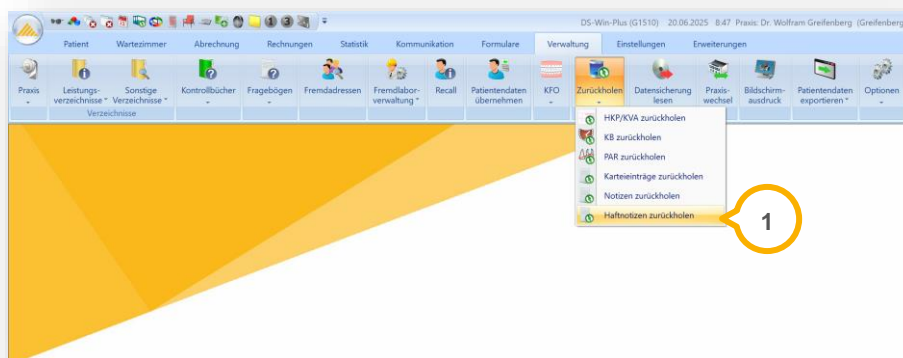 DS-Win-Plus (G1510) 20.06.2025 8:47 Praxis: Dr. Wolfram Greifenberg (Greifenberg
Patient Wartezimmer Abrechnung Rechnungen Statistik Kommunikation Formulare Verwaltung Einstellungen Erweiterungen
Praxis Leistungs- Sonstige Kontrollbücher Fragebögen Fremdadressen Fremdlabor- Recall Patientendaten KFO Zurückholen Datensicherung Praxis- Bildschirm- Patientendaten Optionen
verzeichnisse Verzeichnisse verwaltung übernehmen lesen wechsel ausdruck exportieren
Verzeichnisse
HKP/KVA zurückholen
KB zurückholen
PAR zurückholen
Karteieinträge zurückholen
Notizen zurückholen
Haftnotizen zurückholen
1